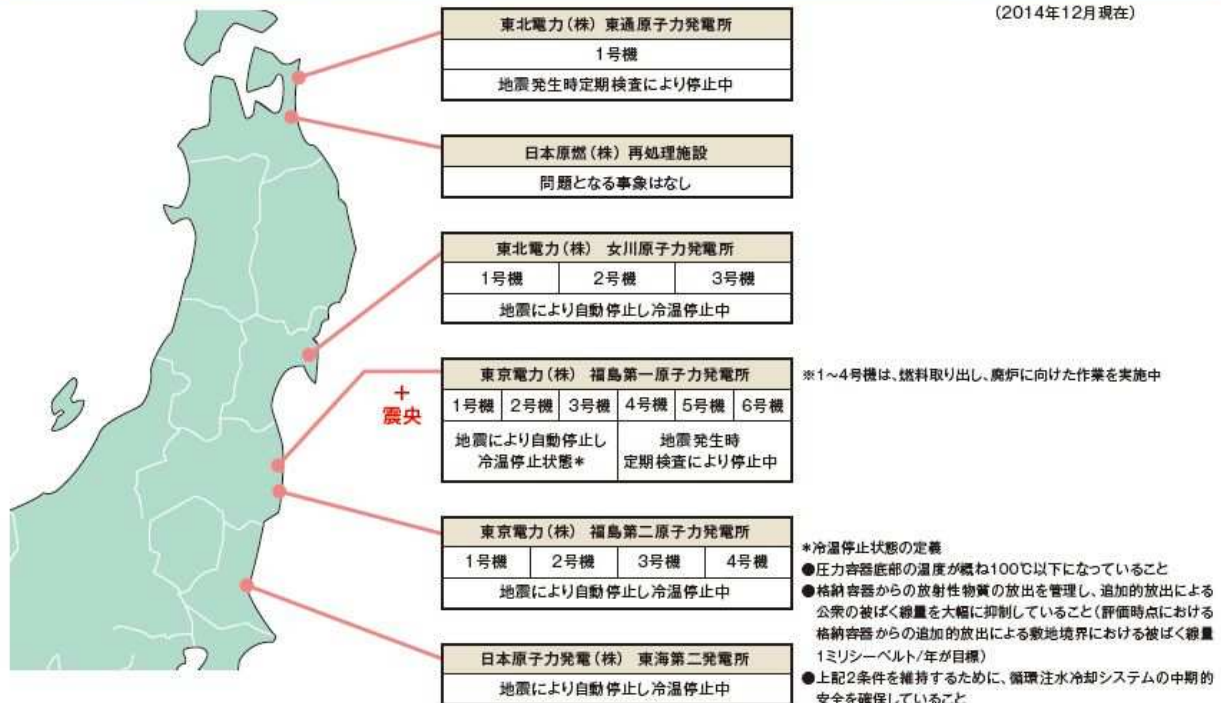 (2014年12月現在)
東北電力(株) 東通原子力発電所
1号機
地震発生時定期検査により停止中
日本原燃(株) 再処理施設
問題となる事象はなし
東北電力(株) 女川原子力発電所
1号機 2号機 3号機
地震により自動停止し冷温停止中
+
震央
東京電力(株) 福島第一原子力発電所
1号機 2号機 3号機 4号機 5号機 6号機
地震により自動停止し
冷温停止状態*
地震発生時
定期検査により停止中
※1~4号機は、燃料取り出し、廃炉に向けた作業を実施中
東京電力(株) 福島第二原子力発電所
1号機 2号機 3号機 4号機
地震により自動停止し冷温停止中
日本原子力発電(株) 東海第二発電所
地震により自動停止し冷温停止中
*冷温停止状態の定義
●圧力容器底部の温度が概ね100℃以下になっていること
●格納容器からの放射性物質の放出を管理し、追加的放出による
公衆の被ばく線量を大幅に抑制していること(評価時点における
格納容器からの追加的放出による敷地境界における被ばく線量
1ミリシーベルト/年が目標)
●上記2条件を維持するために、循環注水冷却システムの中期的
安全を確保していること